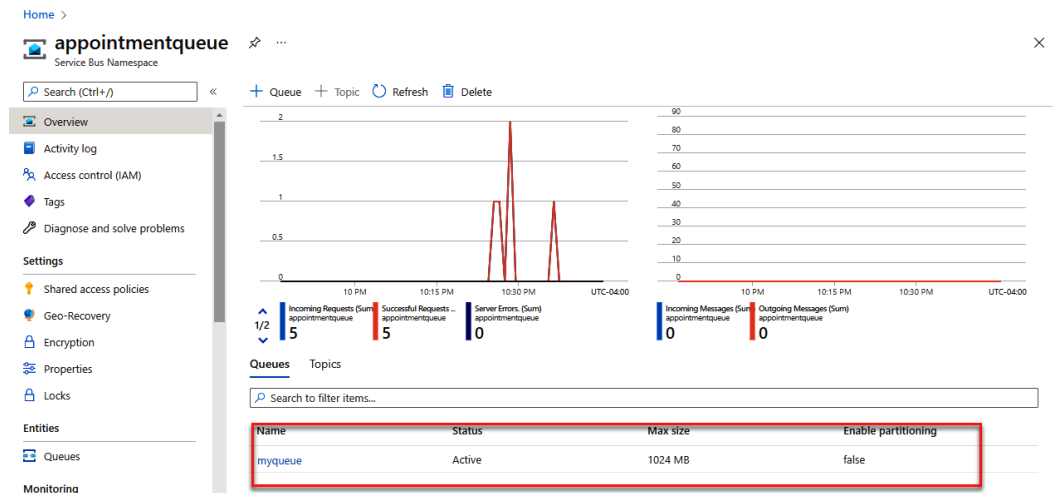 Home >
appointmentqueue ...
Service Bus Namespace
Search (Ctrl+/) «
Overview
Activity log
Access control (IAM)
Tags
Diagnose and solve problems
Settings
Shared access policies
Geo-Recovery
Encryption
Properties
Locks
Entities
Queues
Monitoring
+ Queue + Topic Refresh Delete
2
1.5
1
0.5
0
10 PM 10:15 PM 10:30 PM UTC-04:00
1/2
Incoming Requests (Sum)
appointmentqueue
5
Successful Requests ...
appointmentqueue
5
Server Errors. (Sum)
appointmentqueue
0
90
80
70
60
50
40
30
20
10
0
10 PM 10:15 PM 10:30 PM UTC-04:00
Incoming Messages (Sum)
appointmentqueue
0
Outgoing Messages (Sum)
appointmentqueue
0
Queues Topics
Search to filter items...
Name Status Max size Enable partitioning
myqueue Active 1024 MB false